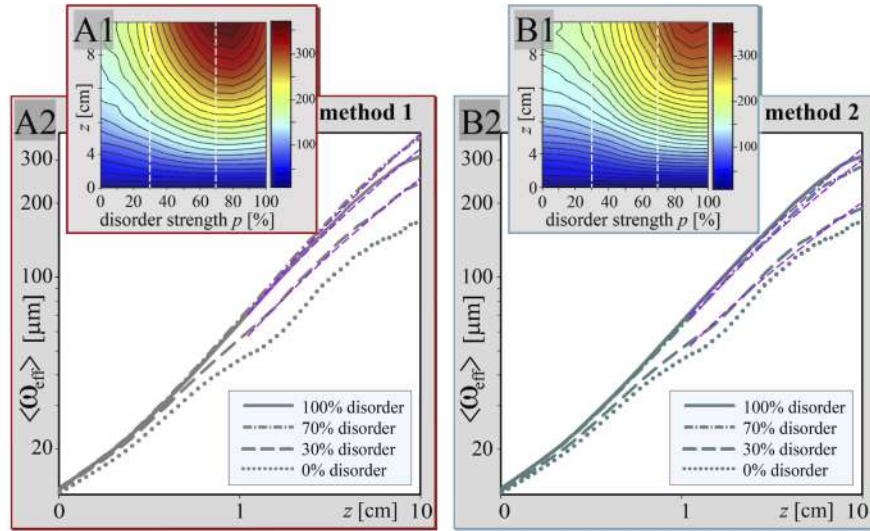 A1
z [cm]
8
4
0
0 20 40 60 80 100
disorder strength p [%]
300
200
100
A2
method 1
300
200
100
20
⟨ω_eff⟩ [μm]
100% disorder
70% disorder
30% disorder
0% disorder
0 1 z [cm] 10
B1
z [cm]
8
4
0
0 20 40 60 80 100
disorder strength p [%]
300
200
100
B2
method 2
300
200
100
20
⟨ω_eff⟩ [μm]
100% disorder
70% disorder
30% disorder
0% disorder
0 1 z [cm] 10